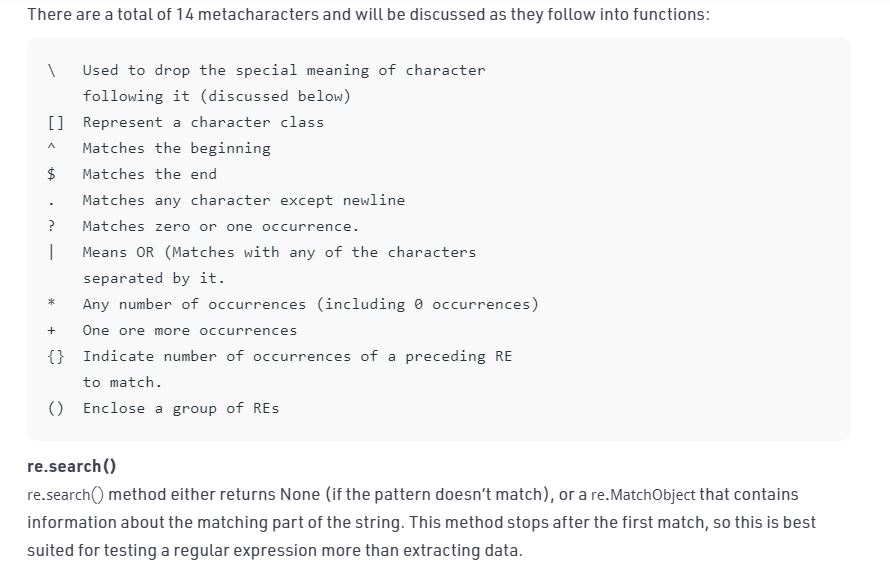 There are a total of 14 metacharacters and will be discussed as they follow into functions:
\ Used to drop the special meaning of character
following it (discussed below)
[] Represent a character class
^ Matches the beginning
$ Matches the end
. Matches any character except newline
? Matches zero or one occurrence.
| Means OR (Matches with any of the characters
separated by it.
* Any number of occurrences (including 0 occurrences)
+ One ore more occurrences
{} Indicate number of occurrences of a preceding RE
to match.
() Enclose a group of REs
re.search()
re.search() method either returns None (if the pattern doesn't match), or a re.MatchObject that contains
information about the matching part of the string. This method stops after the first match, so this is best
suited for testing a regular expression more than extracting data.